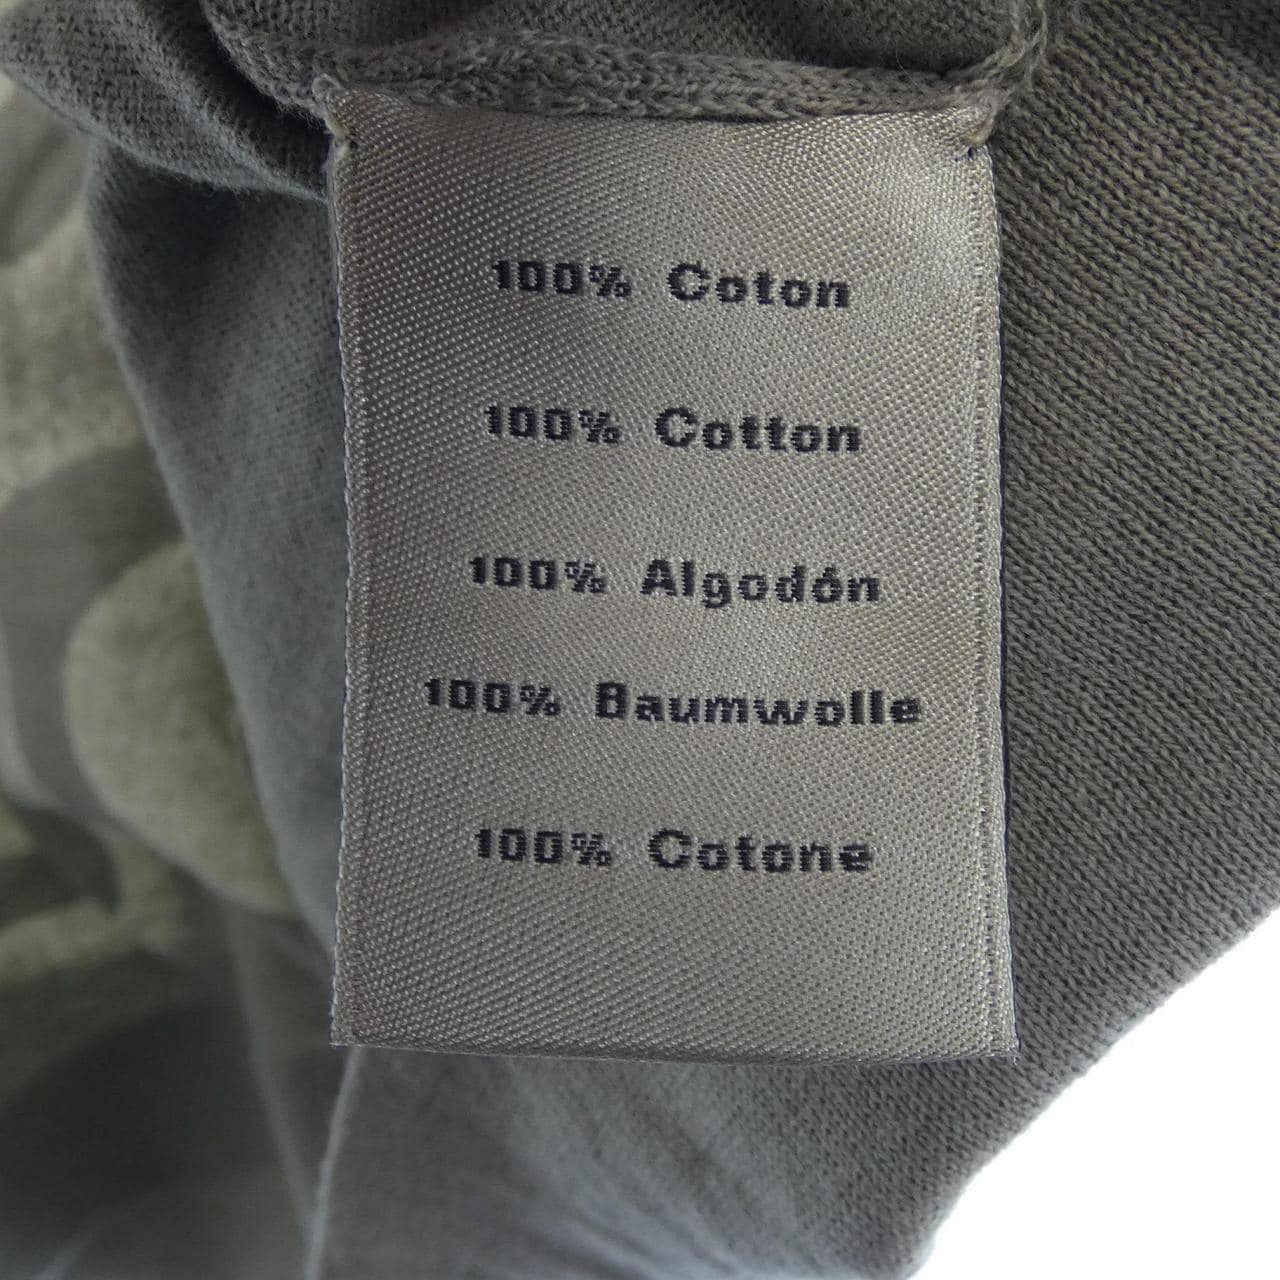 100% Coton
100% Cotton
100% Algodón
100% Baumwolle
100% Cotone